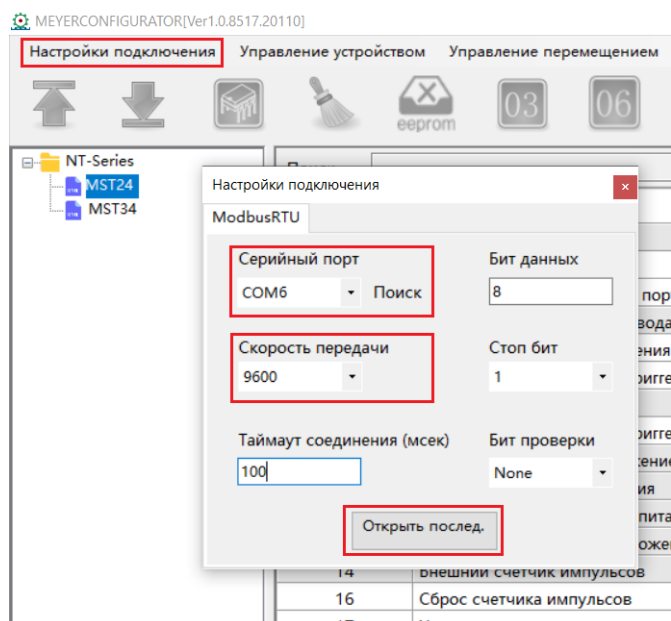 MEYERCONFIGURATOR[Ver1.0.8517.20110]
Настройки подключения Управление устройством Управление перемещением
eeprom 03 06
NT-Series
MST24
MST34
Настройки подключения
ModbusRTU
Серийный порт Бит данных
COM6 Поиск 8
Скорость передачи Стоп бит
9600 1
Таймаут соединения (мсек) Бит проверки
100 None
Открыть послед.
14 Внешний счетчик импульсов
16 Сброс счетчика импульсов